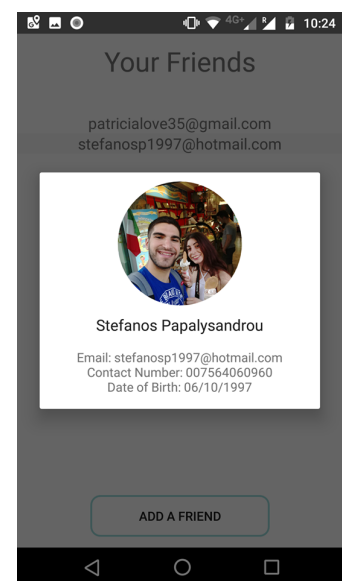 4G+ R 10:24
Your Friends
patricialove35@gmail.com
stefanosp1997@hotmail.com
Stefanos Papalysandrou
Email: stefanosp1997@hotmail.com
Contact Number: 007564060960
Date of Birth: 06/10/1997
ADD A FRIEND